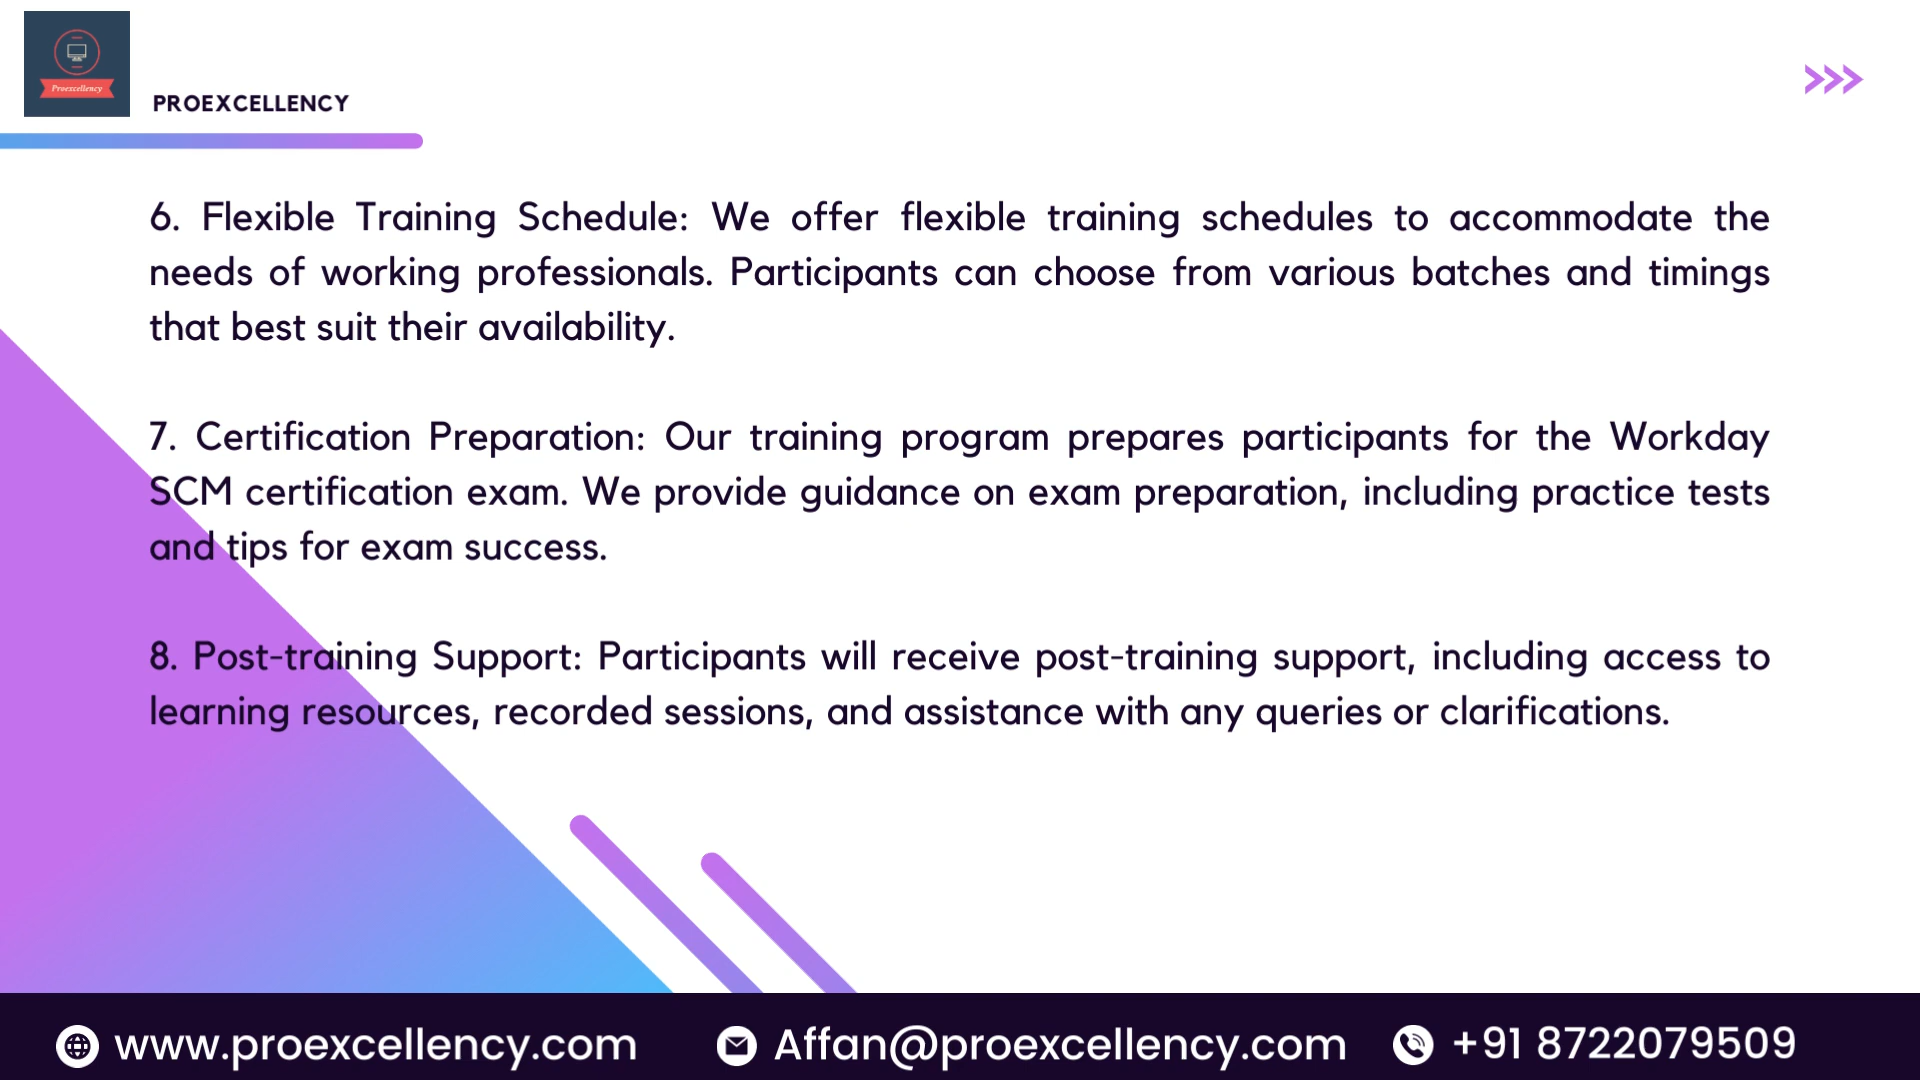 Proexcellency
PROEXCELLENCY
6. Flexible Training Schedule: We offer flexible training schedules to accommodate the
needs of working professionals. Participants can choose from various batches and timings
that best suit their availability.
7. Certification Preparation: Our training program prepares participants for the Workday
SCM certification exam. We provide guidance on exam preparation, including practice tests
and tips for exam success.
8. Post-training Support: Participants will receive post-training support, including access to
learning resources, recorded sessions, and assistance with any queries or clarifications.
www.proexcellency.com
Affan@proexcellency.com
+91 8722079509